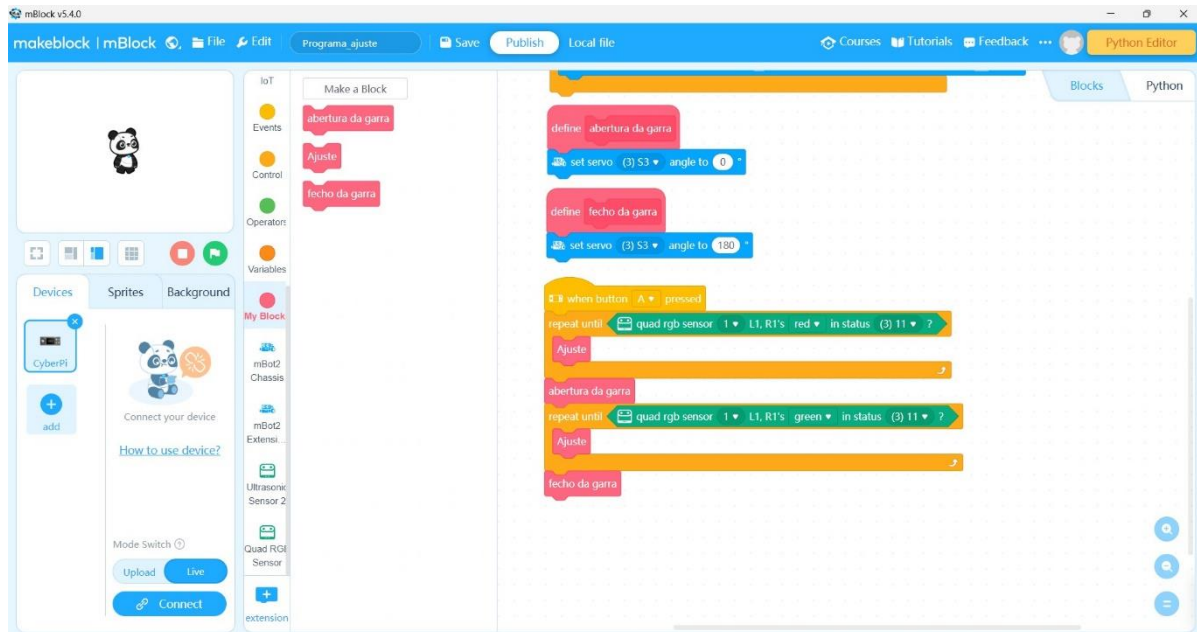 mBlock v5.4.0
makeblock | mBlock File Edit Programa_ajuste Save Publish Local file Courses Tutorials Feedback ••• Python Editor
IoT
Events
Control
Operators
Variables
My Block
mBot2
Chassis
mBot2
Extensi...
Ultrasonic
Sensor 2
Quad RGB
Sensor
extension
Make a Block
abertura da garra
Ajuste
fecho da garra
Blocks Python
define abertura da garra
set servo (3) S3 angle to 0 °
define fecho da garra
set servo (3) S3 angle to 180 °
when button A pressed
repeat until quad rgb sensor 1 L1, R1's red in status (3) 11 ?
Ajuste
abertura da garra
repeat until quad rgb sensor 1 L1, R1's green in status (3) 11 ?
Ajuste
fecho da garra
Devices Sprites Background
CyberPi
add
Connect your device
How to use device?
Mode Switch ?
Upload Live
Connect